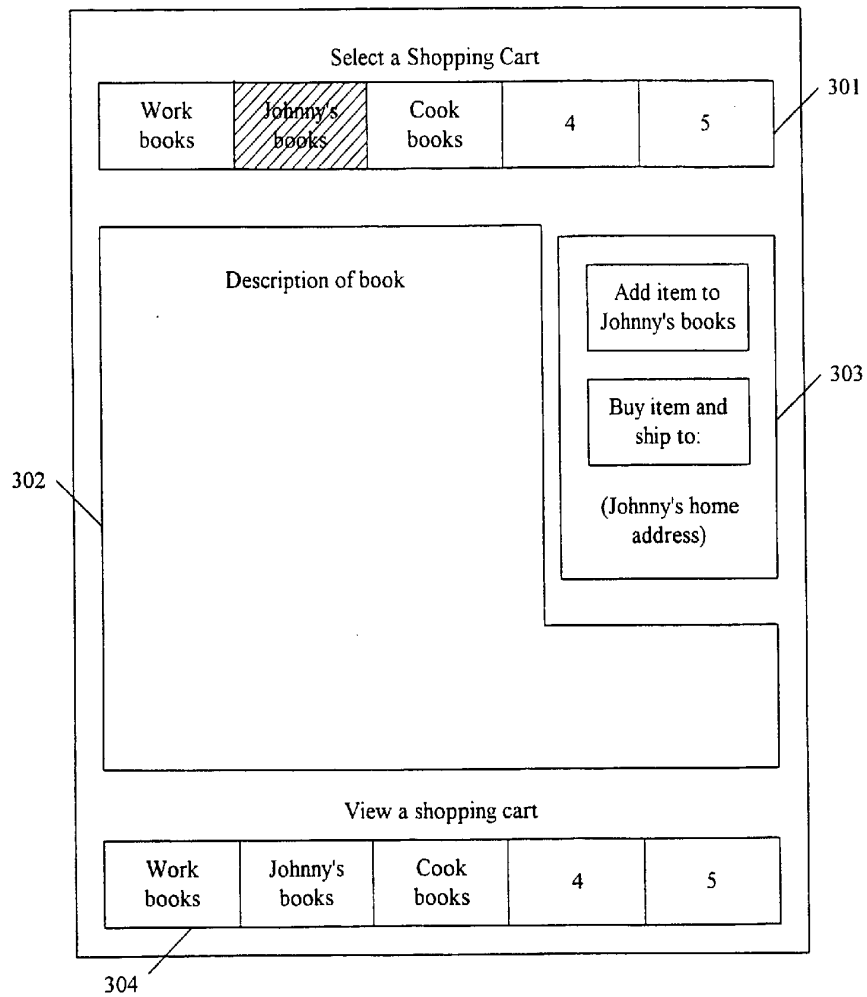 Select a Shopping Cart
301
Work books
Johnny's books
Cook books
4
5
Description of book
Add item to
Johnny's books
303
Buy item and
ship to:
302
(Johnny's home
address)
View a shopping cart
Work books
Johnny's books
Cook books
4
5
304